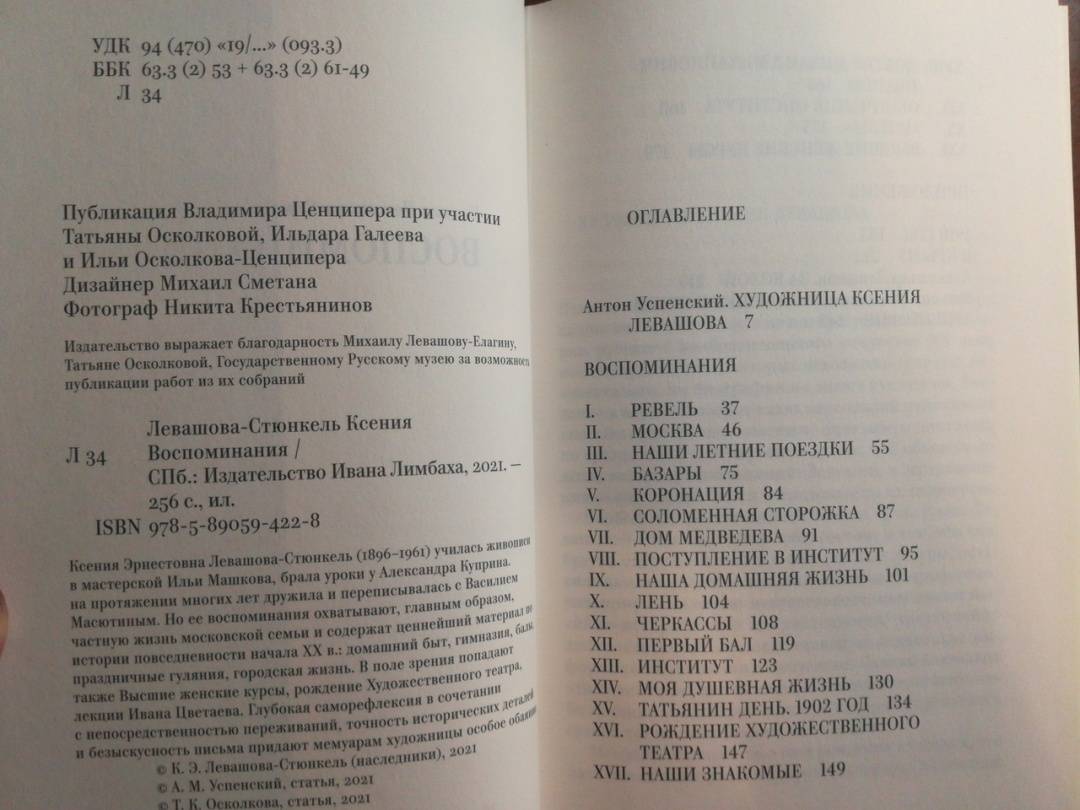 УДК 94 (470) «19/...» (093.3)
ББК 63.3 (2) 53 + 63.3 (2) 61-49
Л 34
Публикация Владимира Ценципера при участии
Татьяны Осколковой, Ильдара Галеева
и Ильи Осколкова-Ценципера
Дизайнер Михаил Сметана
Фотограф Никита Крестьянинов
Издательство выражает благодарность Михаилу Левашову-Елагину,
Татьяне Осколковой, Государственному Русскому музею за возможность
публикации работ из их собраний
Левашова-Стюнкель Ксения
Л 34 Воспоминания /
СПб.: Издательство Ивана Лимбаха, 2021. —
256 с., ил.
ISBN 978-5-89059-422-8
Ксения Эрнестовна Левашова-Стюнкель (1896–1961) училась живописи
в мастерской Ильи Машкова, брала уроки у Александра Куприна.
на протяжении многих лет дружила и переписывалась с Василием
Масютиным. Но ее воспоминания охватывают, главным образом,
частную жизнь московской семьи и содержат ценнейший материал по
истории повседневности начала XX в.: домашний быт, гимназия, балы,
праздничные гуляния, городская жизнь. В поле зрения попадают
также Высшие женские курсы, рождение Художественного театра,
лекции Ивана Цветаева. Глубокая саморефлексия в сочетании
с непосредственностью переживаний, точность исторических деталей
и безыскусность письма придают мемуарам художницы особое обаяние
© К. Э. Левашова-Стюнкель (наследники), 2021
© А. М. Успенский, статья, 2021
© Т. К. Осколкова, статья, 2021
ОГЛАВЛЕНИЕ
Антон Успенский. ХУДОЖНИЦА КСЕНИЯ
ЛЕВАШОВА 7
ВОСПОМИНАНИЯ
I. РЕВЕЛЬ 37
II. МОСКВА 46
III. НАШИ ЛЕТНИЕ ПОЕЗДКИ 55
IV. БАЗАРЫ 75
V. КОРОНАЦИЯ 84
VI. СОЛОМЕННАЯ СТОРОЖКА 87
VII. ДОМ МЕДВЕДЕВА 91
VIII. ПОСТУПЛЕНИЕ В ИНСТИТУТ 95
IX. НАША ДОМАШНЯЯ ЖИЗНЬ 101
X. ЛЕНЬ 104
XI. ЧЕРКАССЫ 108
XII. ПЕРВЫЙ БАЛ 119
XIII. ИНСТИТУТ 123
XIV. МОЯ ДУШЕВНАЯ ЖИЗНЬ 130
XV. ТАТЬЯНИН ДЕНЬ. 1902 ГОД 134
XVI. РОЖДЕНИЕ ХУДОЖЕСТВЕННОГО
ТЕАТРА 147
XVII. НАШИ ЗНАКОМЫЕ 149